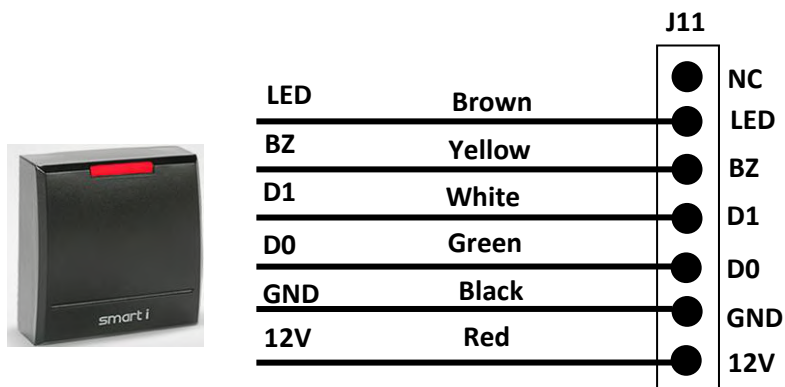 J11
NC
LED Brown LED
BZ Yellow BZ
D1 White D1
D0 Green D0
GND Black GND
12V Red 12V
smart i